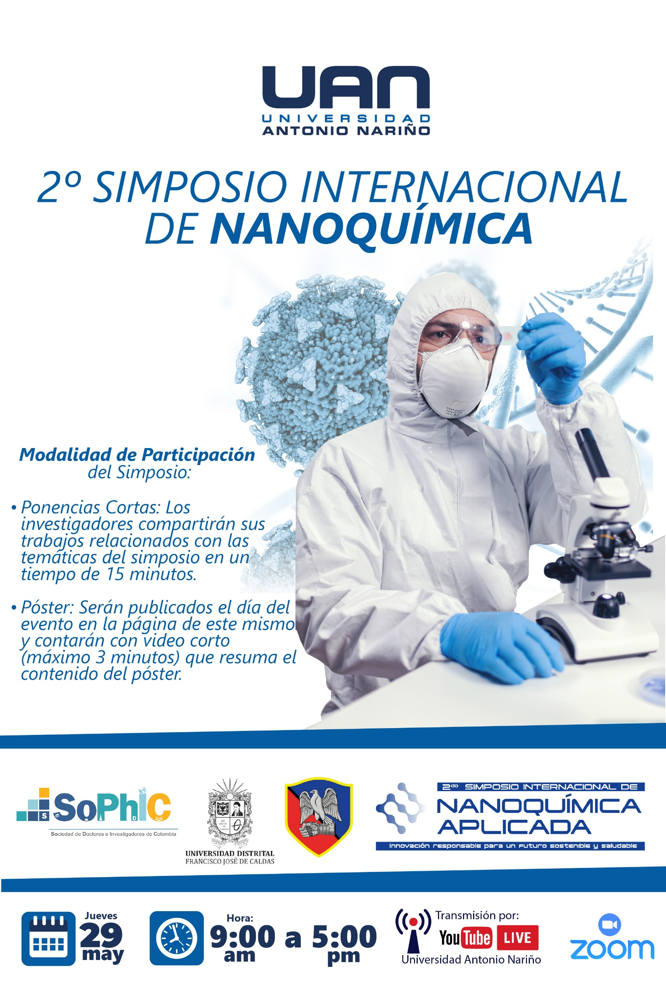 UAN
UNIVERSIDAD
ANTONIO NARIÑO
2º SIMPOSIO INTERNACIONAL
DE NANOQUÍMICA
Modalidad de Participación
del Simposio:
• Ponencias Cortas: Los
investigadores compartirán sus
trabajos relacionados con las
temáticas del simposio en un
tiempo de 15 minutos.
• Póster: Serán publicados el día del
evento en la página de este mismo
y contarán con video corto
(máximo 3 minutos) que resuma el
contenido del póster.
S SoPhIC
D
Sociedad de Doctores e Investigadores de Colombia
UNIVERSIDAD DISTRITAL
FRANCISCO JOSÉ DE CALDAS
2do SIMPOSIO INTERNACIONAL DE
NANOQUÍMICA
APLICADA
Innovación responsable para un futuro sostenible y saludable
Jueves
29
may
Hora:
9:00 a 5:00
am pm
Transmisión por:
YouTube LIVE
Universidad Antonio Nariño
zoom